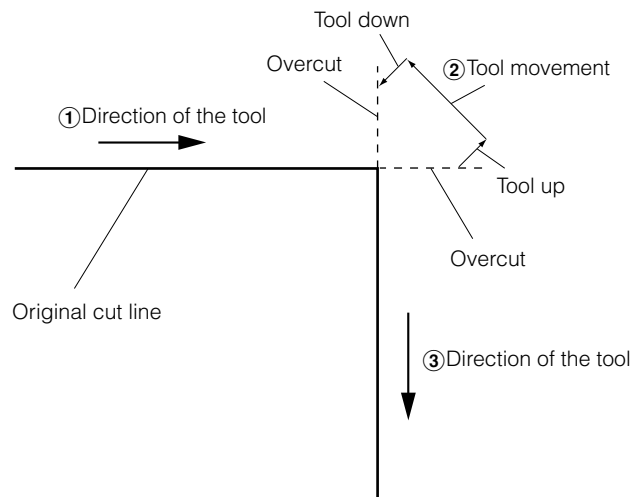 Tool down
Overcut
②Tool movement
①Direction of the tool
Tool up
Overcut
Original cut line
③Direction of the tool